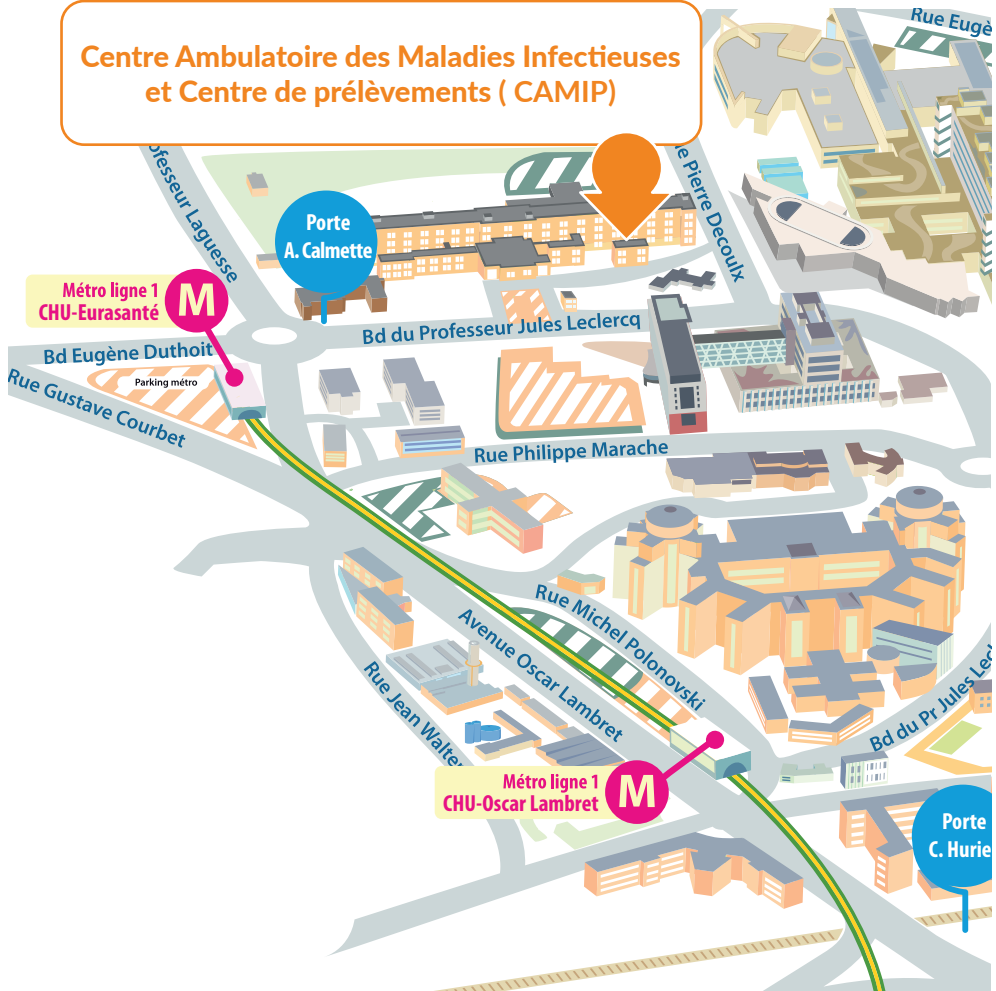 Rue Eugè
Centre Ambulatoire des Maladies Infectieuses
et Centre de prélèvements ( CAMIP)
ofesseur Laguesse
e Pierre Decoulx
Porte
A. Calmette
Métro ligne 1
CHU-Eurasanté
M
Bd du Professeur Jules Leclercq
Bd Eugène Duthoit
Parking métro
Rue Gustave Courbet
Rue Philippe Marache
Rue Michel Polonovski
Avenue Oscar Lambret
Rue Jean Walte
Bd du Pr Jules Lecl
Métro ligne 1
CHU-Oscar Lambret
M
Porte
C. Hurie